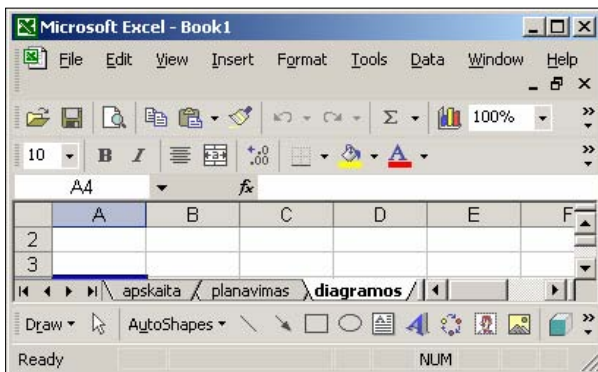 Microsoft Excel - Book1
File Edit View Insert Format Tools Data Window Help
Σ 100%
10 B I A
A4 fx
A B C D E F
2
3
apskaita planavimas diagramos
Draw AutoShapes A
Ready NUM